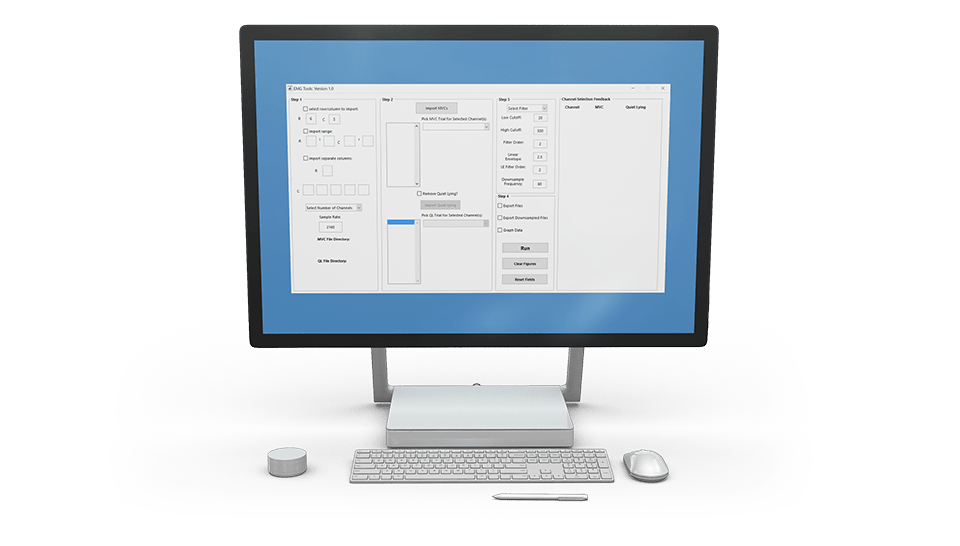 EMG Tools: Version 1.0
Step 1
select row/column to import:
R 6 C 3
import range:
R : C :
import separate columns:
R
C
Select Number of Channels
Sample Rate:
2160
MVC File Directory:
QL File Directory:
Step 2
Import MVCs
Pick MVC Trial for Selected Channel(s)
Remove Quiet Lying?
Import Quiet Lying
Pick QL Trial for Selected Channel(s)
Step 3
Select Filter
Low Cutoff:
High Cutoff: 500
Filter Order: 2
Linear
Envelope:
LE Filter Order: 2
Downsample
Frequency: 60
Step 4
Export Files
Export Downsampled Files
Graph Data
Run
Clear Figures
Reset Fields
Channel Selection Feedback
Channel MVC Quiet Lying